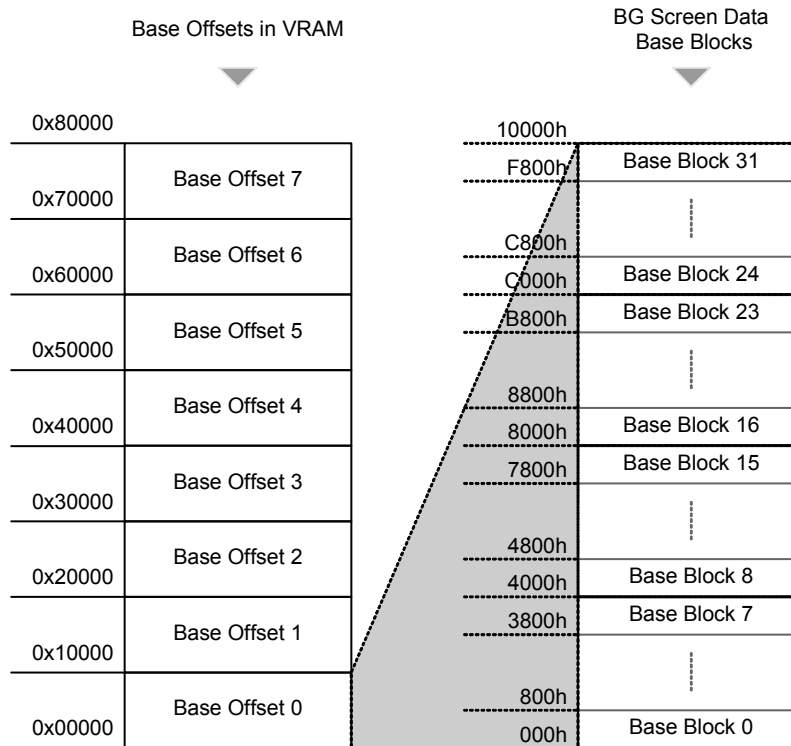 Base Offsets in VRAM
0x80000
Base Offset 7
0x70000
Base Offset 6
0x60000
Base Offset 5
0x50000
Base Offset 4
0x40000
Base Offset 3
0x30000
Base Offset 2
0x20000
Base Offset 1
0x10000
Base Offset 0
0x00000
BG Screen Data
Base Blocks
10000h
Base Block 31
F800h
C800h
Base Block 24
C000h
Base Block 23
B800h
8800h
Base Block 16
8000h
Base Block 15
7800h
4800h
Base Block 8
4000h
Base Block 7
3800h
800h
Base Block 0
000h